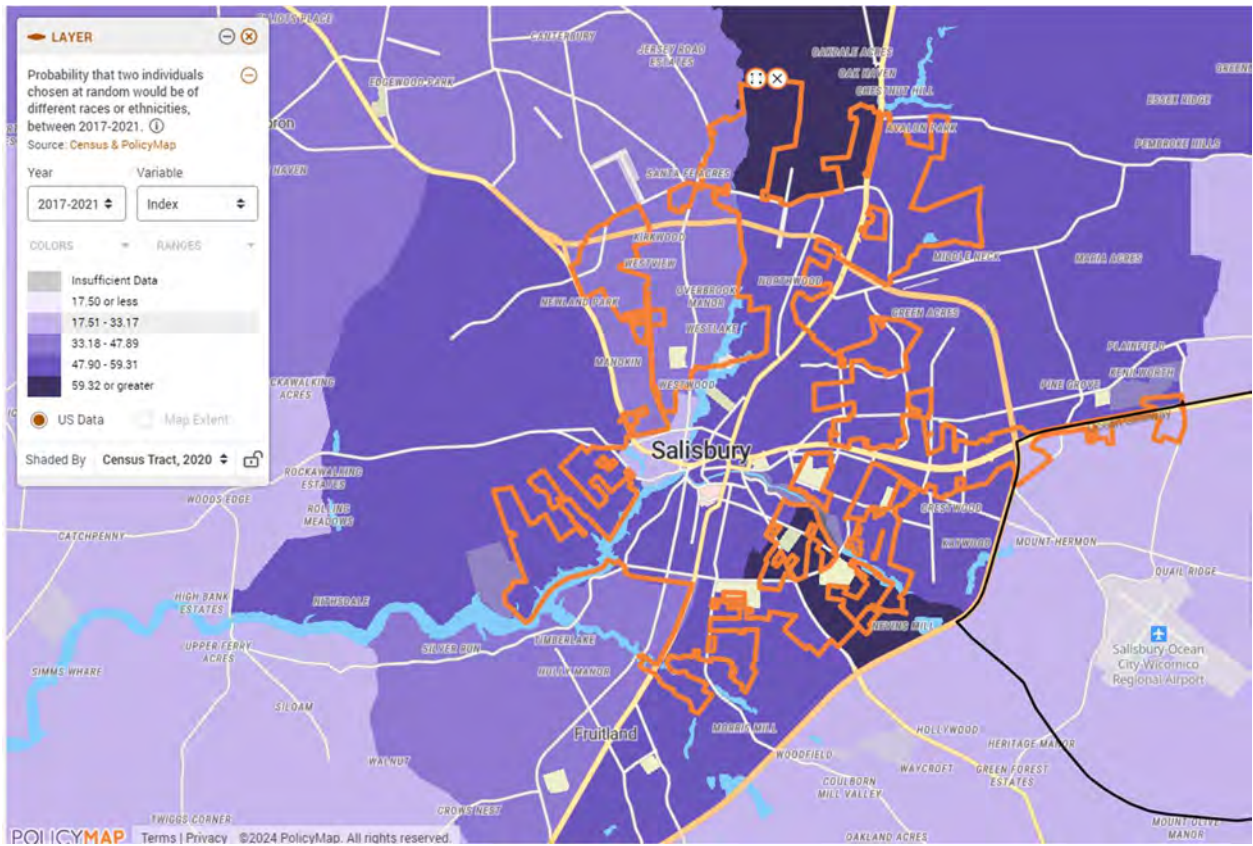 LAYER
Probability that two individuals
chosen at random would be of
different races or ethnicities,
between 2017-2021.
Source: Census & PolicyMap
Year Variable
2017-2021 Index
COLORS RANGES
Insufficient Data
17.50 or less
17.51 - 33.17
33.18 - 47.89
47.90 - 59.31
59.32 or greater
US Data Map Extent
Shaded By Census Tract, 2020
PLACE
CANTERBURY
JERSEY ROAD
ESTATES
OAKDALE ACRES
OAK HAVEN
CHESTNUT HILL
EDGEWOOD PARK
ESSEX RIDGE
AVALON PARK
PEMBROKE HILLS
HAVEN
SANTA FE ACRES
KIRKWOOD
WESTVIEW
NORTHWOOD
MIDDLE NECK
MARIA ACRES
OVERBROOK
MANOR
NEWLAND PARK
WESTLAKE
GREEN ACRES
MANOKIN
PLAINFIELD
KENILWORTH
PINE GROVE
WESTWOOD
ACRES
Salisbury
ROCKAWALKING
ESTATES
WOODS EDGE
ROLLING
MEADOWS
CRESTWOOD
CATCHPENNY
KAYWOOD
MOUNT HERMON
QUAIL RIDGE
HIGH BANK
ESTATES
NITHSDALE
NEVINS MILL
UPPER FERRY
ACRES
SILVER RUN
TIMBERLAKE
Salisbury-Ocean
City-Wicomico
Regional Airport
SIMMS WHARF
HOLLY MANOR
SILOAM
MORRIS MILL
HOLLYWOOD
Fruitland
HERITAGE MANOR
WOODFIELD
WAYCROFT
GREEN FOREST
ESTATES
WALNUT
COULBORN
MILL VALLEY
CROWS NEST
TWIGGS CORNER
MOUNT OLIVE
MANOR
OAKLAND ACRES
POLICYMAP Terms | Privacy ©2024 PolicyMap. All rights reserved.